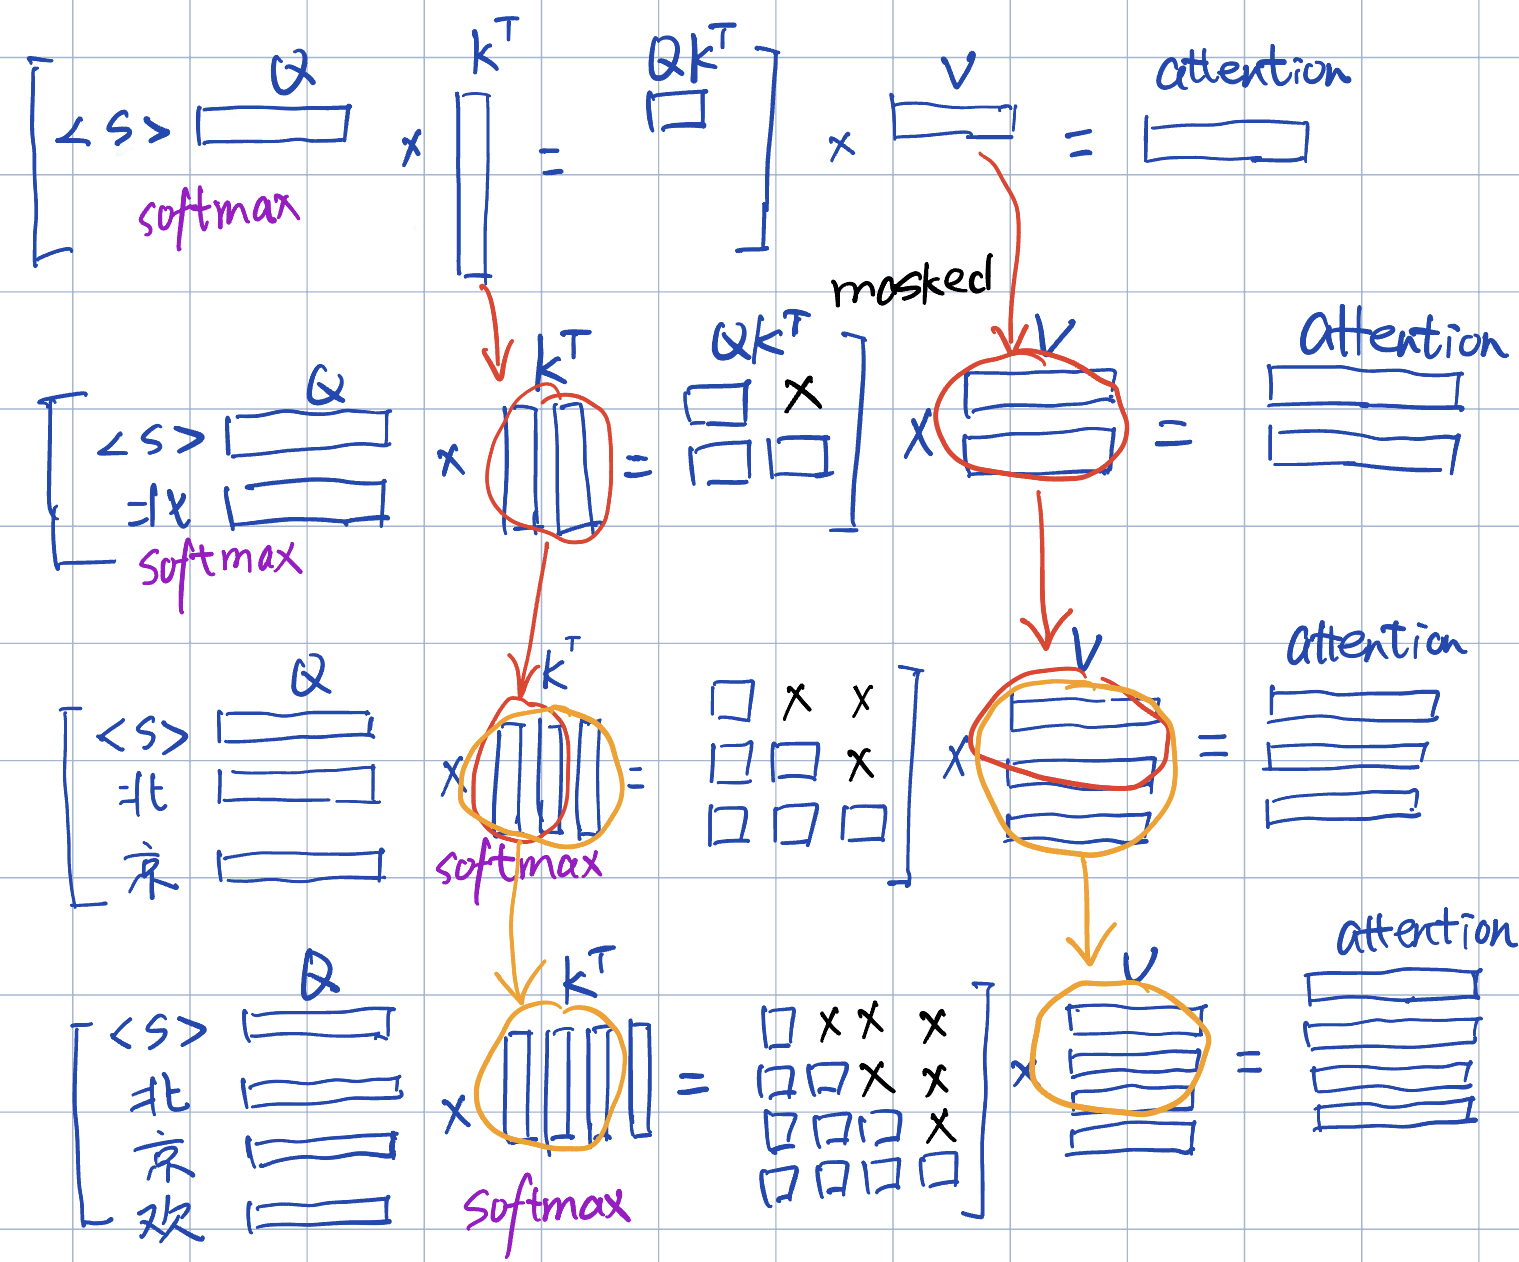 Q K^T QK^T V attention
<s> × = × =
softmax
masked
Q K^T QK^T V attention
<s> × = × =
北
softmax
Q K^T V attention
<s> × ×
北 × = × × =
京
softmax
Q K^T V attention
<s> × × ×
北 × = × × × =
京 ×
欢
softmax